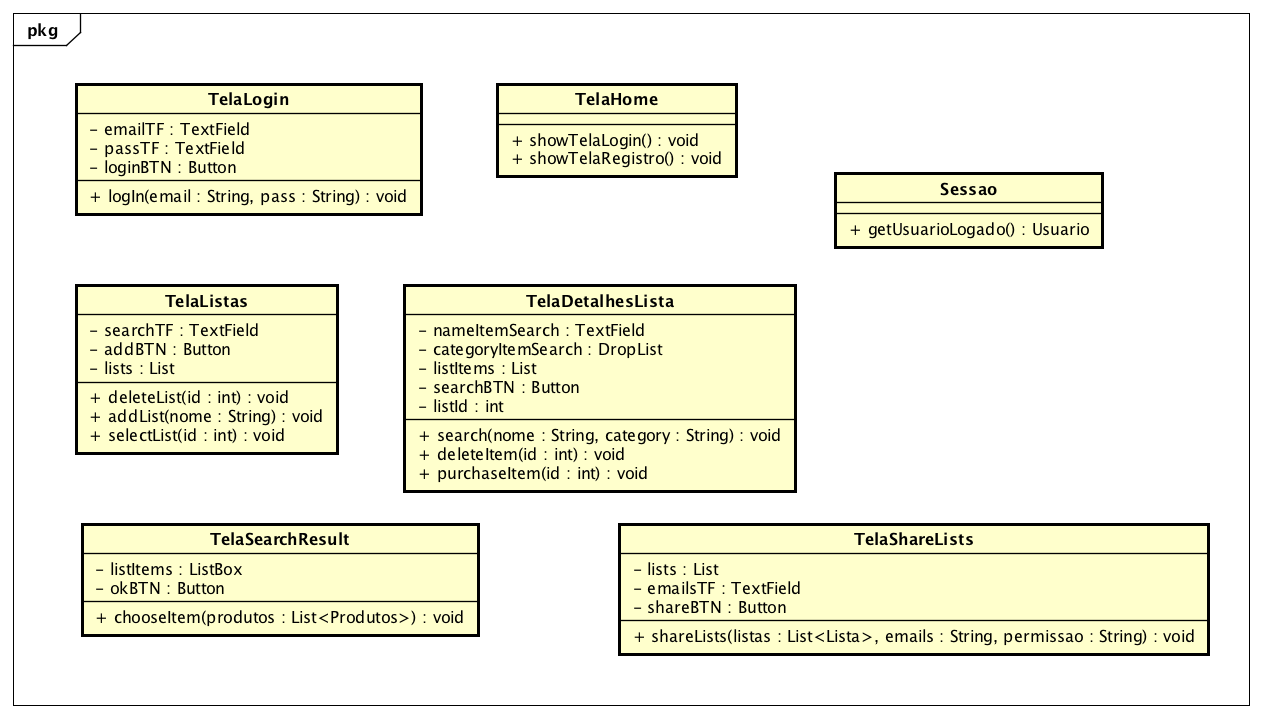 pkg
TelaLogin
– emailTF : TextField
– passTF : TextField
– loginBTN : Button
+ logIn(email : String, pass : String) : void
TelaHome
+ showTelaLogin() : void
+ showTelaRegistro() : void
Sessao
+ getUsuarioLogado() : Usuario
TelaListas
– searchTF : TextField
– addBTN : Button
– lists : List
+ deleteList(id : int) : void
+ addList(nome : String) : void
+ selectList(id : int) : void
TelaDetalhesLista
– nameItemSearch : TextField
– categoryItemSearch : DropList
– listItems : List
– searchBTN : Button
– listId : int
+ search(nome : String, category : String) : void
+ deleteItem(id : int) : void
+ purchaseItem(id : int) : void
TelaSearchResult
– listItems : ListBox
– okBTN : Button
+ chooseItem(produtos : List<Produtos>) : void
TelaShareLists
– lists : List
– emailsTF : TextField
– shareBTN : Button
+ shareLists(listas : List<Lista>, emails : String, permissao : String) : void